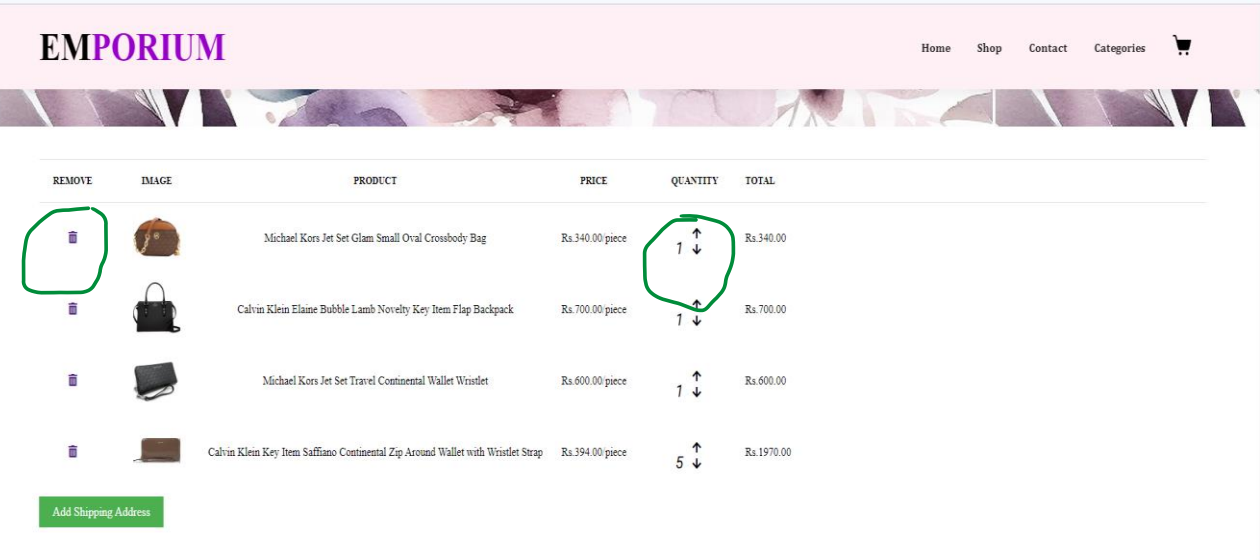 EMPORIUM
Home Shop Contact Categories
REMOVE IMAGE PRODUCT PRICE QUANTITY TOTAL
Michael Kors Jet Set Glam Small Oval Crossbody Bag Rs.340.00/piece 1 Rs.340.00
Calvin Klein Elaine Bubble Lamb Novelty Key Item Flap Backpack Rs.700.00/piece 1 Rs.700.00
Michael Kors Jet Set Travel Continental Wallet Wristlet Rs.600.00/piece 1 Rs.600.00
Calvin Klein Key Item Saffiano Continental Zip Around Wallet with Wristlet Strap Rs.394.00/piece 5 Rs.1970.00
Add Shipping Address